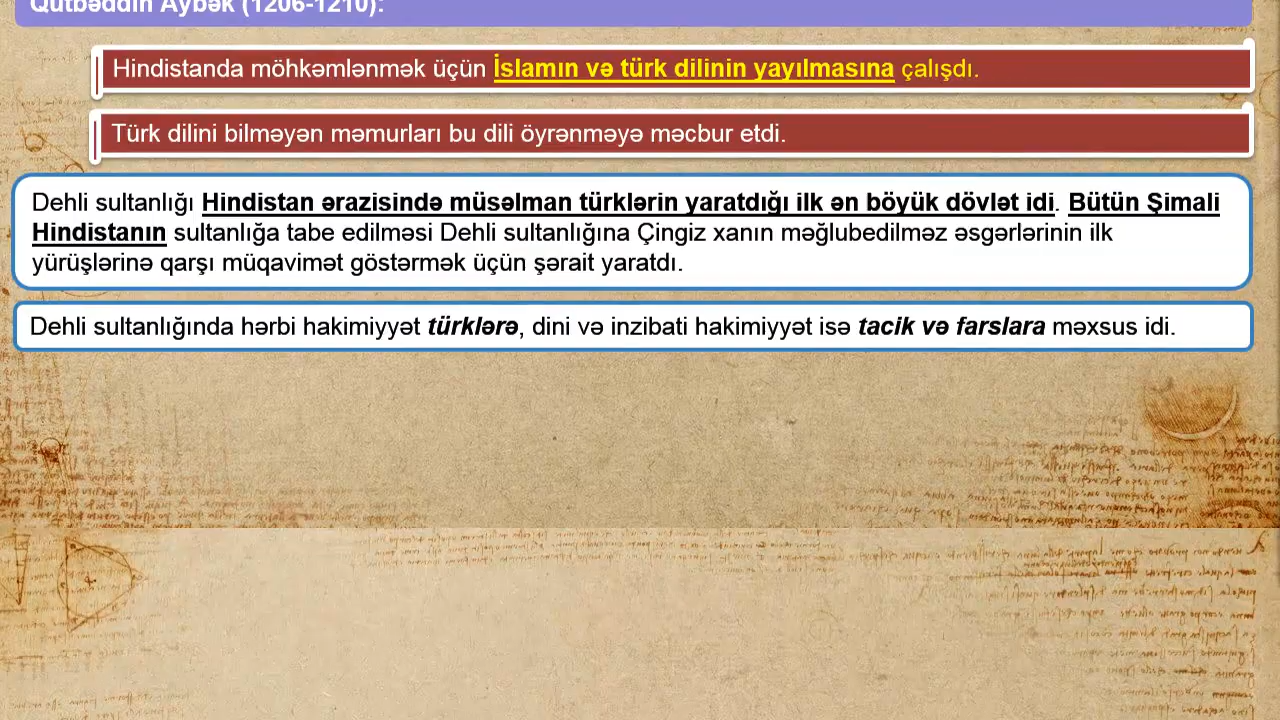 Qütbəddin Aybək (1206-1210):
Hindistanda möhkəmlənmək üçün İslamın və türk dilinin yayılmasına çalışdı.
Türk dilini bilməyən məmurları bu dili öyrənməyə məcbur etdi.
Dehli sultanlığı Hindistan ərazisində müsəlman türklərin yaratdığı ilk ən böyük dövlət idi. Bütün Şimali
Hindistanın sultanlığa tabe edilməsi Dehli sultanlığına Çingiz xanın məğlubedilməz əsgərlərinin ilk
yürüşlərinə qarşı müqavimət göstərmək üçün şərait yaratdı.
Dehli sultanlığında hərbi hakimiyyət türklərə, dini və inzibati hakimiyyət isə tacik və farslara məxsus idi.